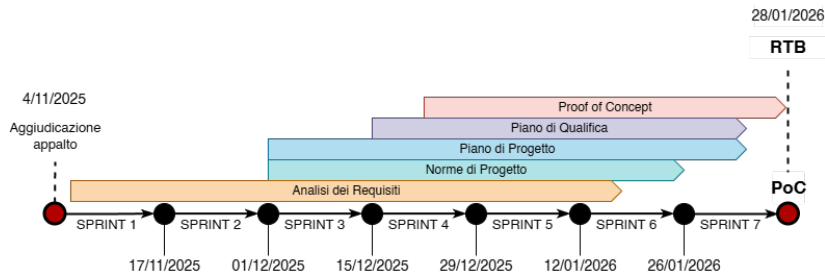 28/01/2026
RTB
4/11/2025
Aggiudicazione
appalto
Proof of Concept
Piano di Qualifica
Piano di Progetto
Norme di Progetto
Analisi dei Requisiti
PoC
SPRINT 1
SPRINT 2
SPRINT 3
SPRINT 4
SPRINT 5
SPRINT 6
SPRINT 7
17/11/2025
01/12/2025
15/12/2025
29/12/2025
12/01/2026
26/01/2026